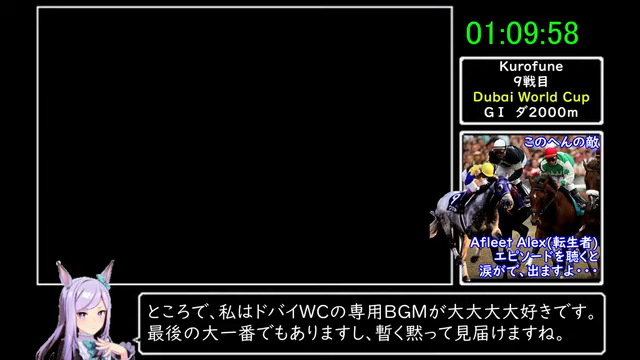 01:09:58
Kurofune
9戦目
Dubai World Cup
GⅠ ダ2000m
このへんの敵
Afleet Alex(転生者)
エピソードを聴くと
涙がで、出ますよ・・・
ところで、私はドバイWCの専用BGMが大大大大好きです。
最後の大一番でもありますし、暫く黙って見届けますね。